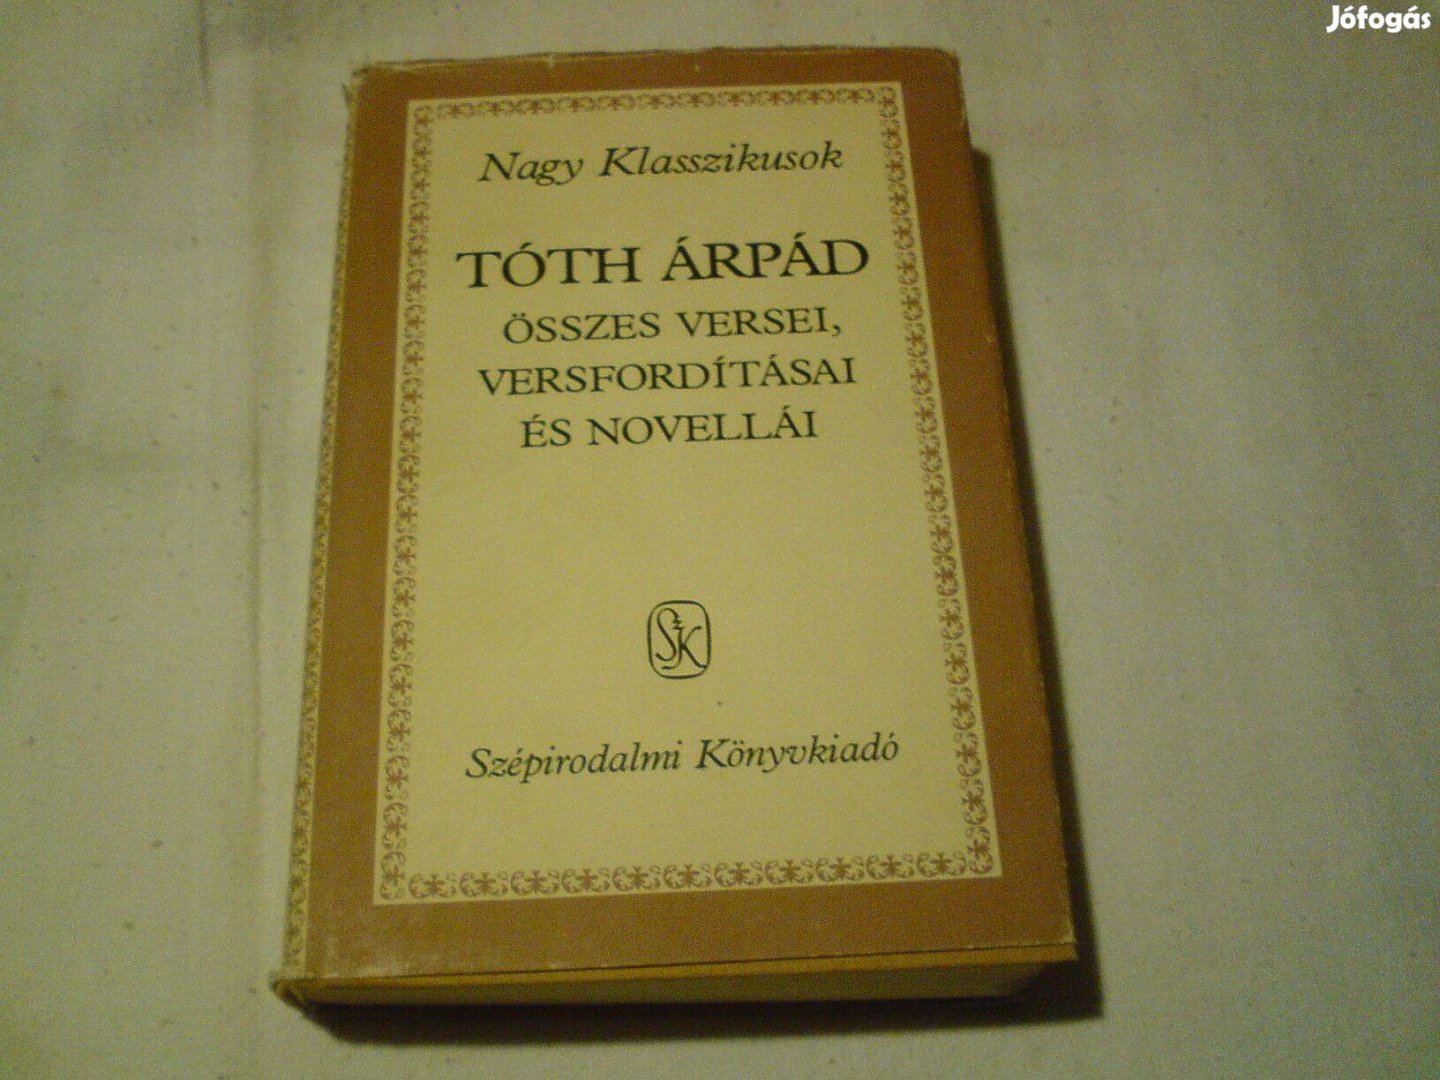 Jófogás
Nagy Klasszikusok
TÓTH ÁRPÁD
ÖSSZES VERSEI,
VERSFORDÍTÁSAI
ÉS NOVELLÁI
SzK
Szépirodalmi Könyvkiadó